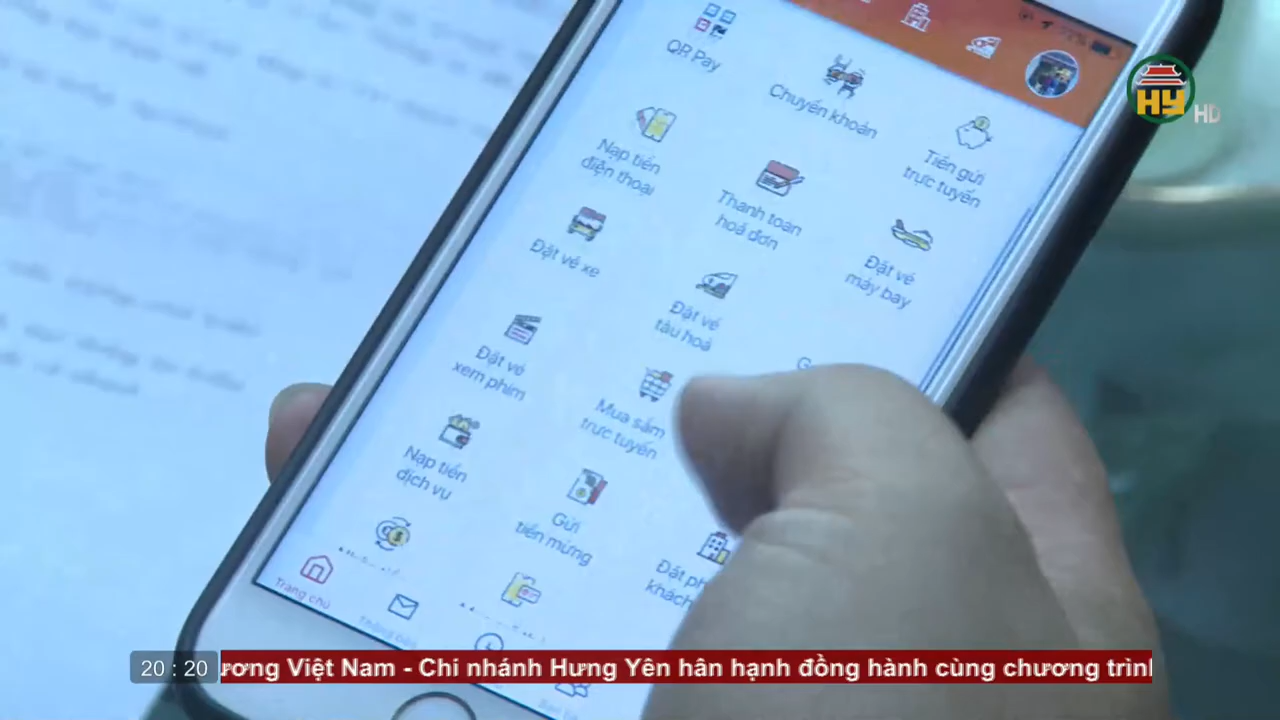 QR Pay
Chuyển khoản
Tiền gửi
trực tuyến
Nạp tiền
điện thoại
Thanh toán
hoá đơn
Đặt vé
máy bay
Đặt vé xe
Đặt vé
tàu hoả
Đặt vé
xem phim
Mua sắm
trực tuyến
Nạp tiền
dịch vụ
Gửi
tiền mừng
Đặt
khách
Trang chủ
HY HD
20 : 20
ương Việt Nam - Chi nhánh Hưng Yên hân hạnh đồng hành cùng chương trình